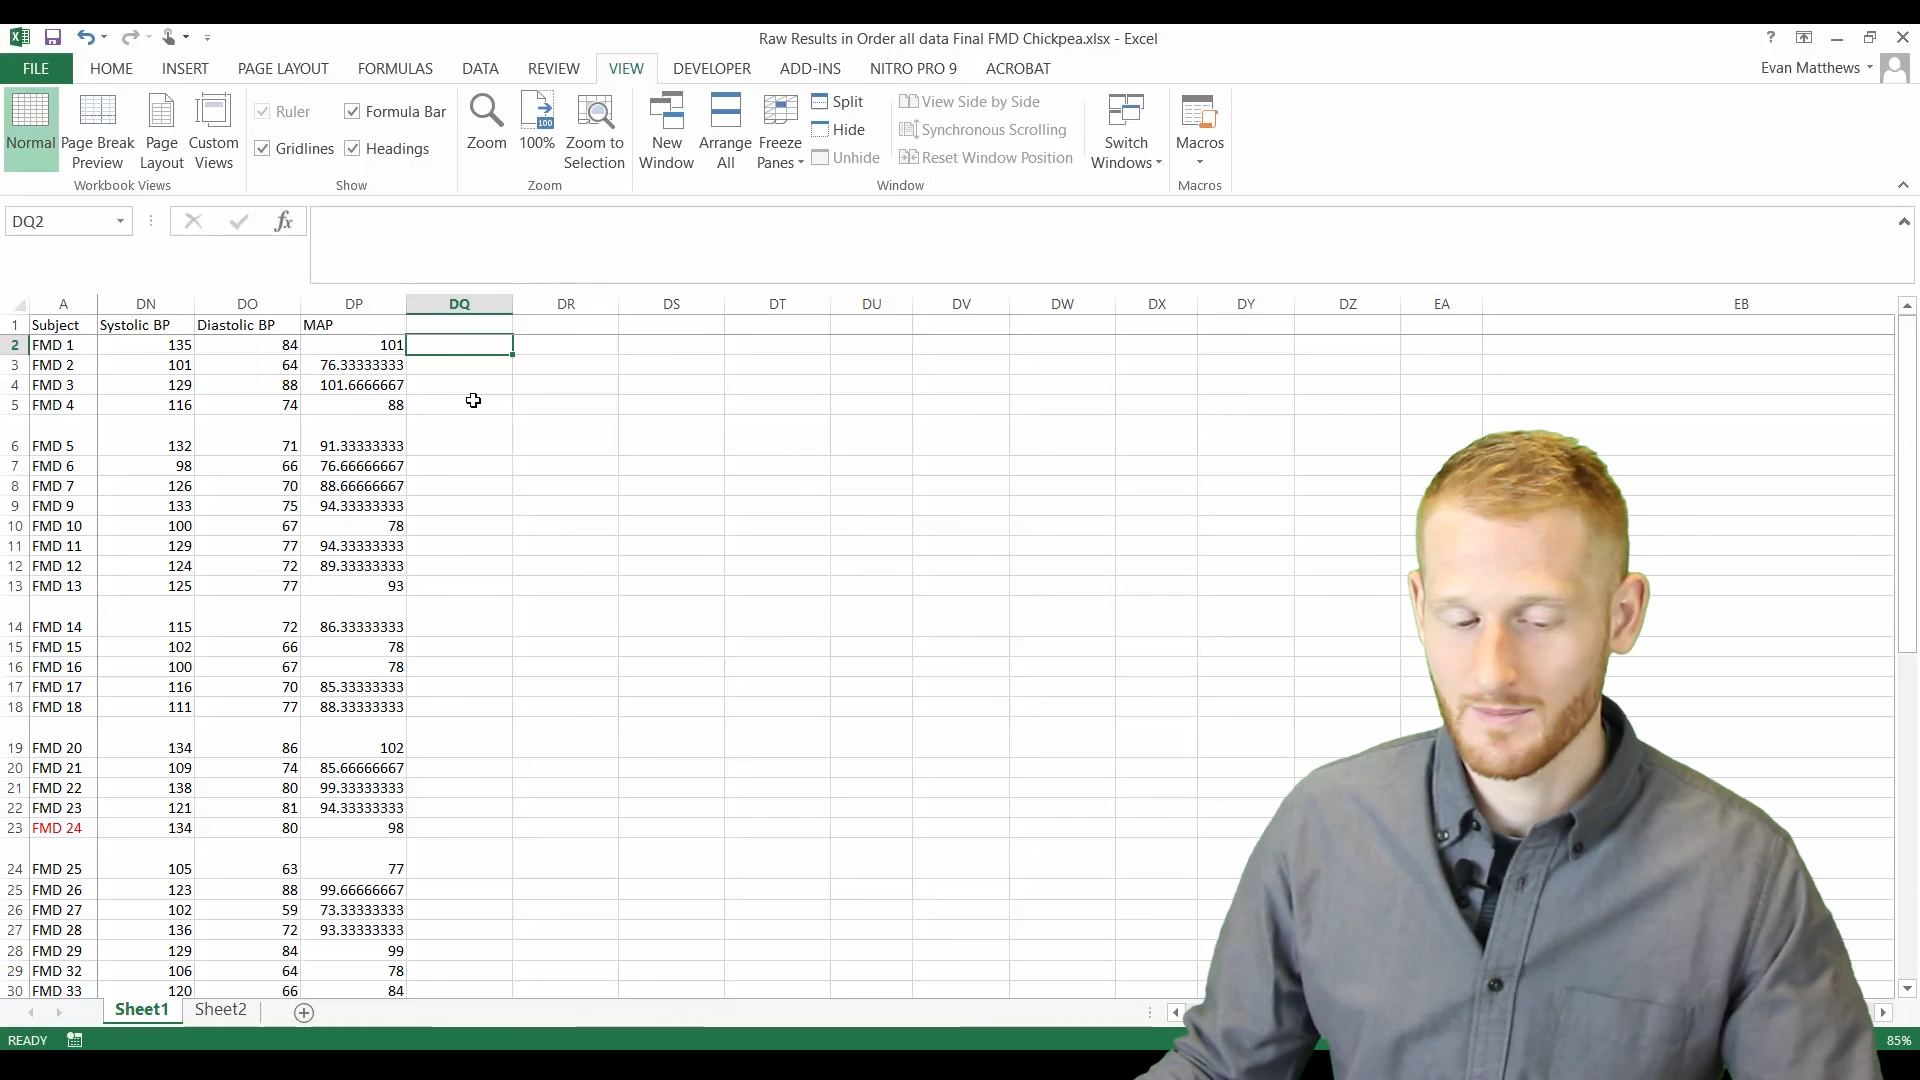 Raw Results in Order all data Final FMD Chickpea.xlsx - Excel
FILE HOME INSERT PAGE LAYOUT FORMULAS DATA REVIEW VIEW DEVELOPER ADD-INS NITRO PRO 9 ACROBAT Evan Matthews
Normal
Page Break Preview
Page Layout
Custom Views
Workbook Views
Ruler
Formula Bar
Gridlines
Headings
Show
Zoom
100%
Zoom to Selection
Zoom
New Window
Arrange All
Freeze Panes
Split
Hide
Unhide
View Side by Side
Synchronous Scrolling
Reset Window Position
Switch Windows
Window
Macros
Macros
DQ2 fx
A DN DO DP DQ DR DS DT DU DV DW DX DY DZ EA EB
1 Subject Systolic BP Diastolic BP MAP
2 FMD 1 135 84 101
3 FMD 2 101 64 76.33333333
4 FMD 3 129 88 101.6666667
5 FMD 4 116 74 88
6 FMD 5 132 71 91.33333333
7 FMD 6 98 66 76.66666667
8 FMD 7 126 70 88.66666667
9 FMD 9 133 75 94.33333333
10 FMD 10 100 67 78
11 FMD 11 129 77 94.33333333
12 FMD 12 124 72 89.33333333
13 FMD 13 125 77 93
14 FMD 14 115 72 86.33333333
15 FMD 15 102 66 78
16 FMD 16 100 67 78
17 FMD 17 116 70 85.33333333
18 FMD 18 111 77 88.33333333
19 FMD 20 134 86 102
20 FMD 21 109 74 85.66666667
21 FMD 22 138 80 99.33333333
22 FMD 23 121 81 94.33333333
23 FMD 24 134 80 98
24 FMD 25 105 63 77
25 FMD 26 123 88 99.66666667
26 FMD 27 102 59 73.33333333
27 FMD 28 136 72 93.33333333
28 FMD 29 129 84 99
29 FMD 32 106 64 78
30 FMD 33 120 66 84
Sheet1 Sheet2
READY 85%